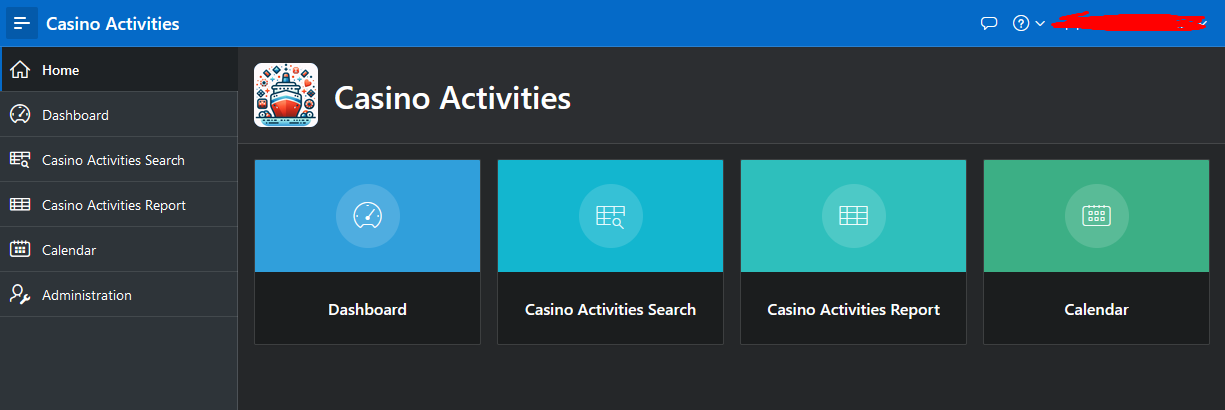 Casino Activities
Home
Dashboard
Casino Activities Search
Casino Activities Report
Calendar
Administration
Casino Activities
Dashboard
Casino Activities Search
Casino Activities Report
Calendar